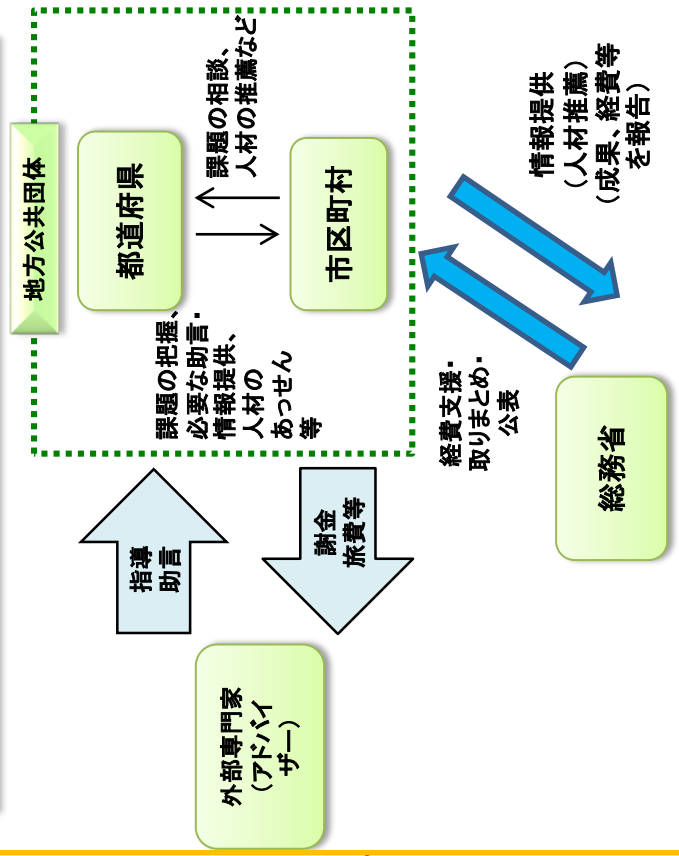 地方公共団体
都道府県
課題の相談、
人材の推薦など
市区町村
課題の把握、
必要な助言・
情報提供、
人材の
あっせん
等
指導
助言
謝金
旅費等
外部専門家
（アドバイ
ザー）
経費支援・
取りまとめ・
公表
情報提供
（人材推薦）
（成果、経費等
を報告）
総務省